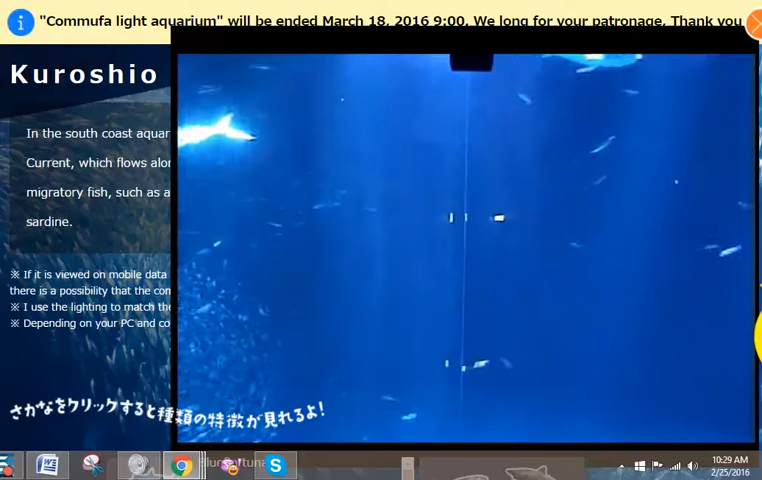 "Commufa light aquarium" will be ended March 18, 2016 9:00. We long for your patronage. Thank you
Kuroshio
In the south coast aquar
Current, which flows alon
migratory fish, such as a
sardine.
※ If it is viewed on mobile data
there is a possibility that the con
※ I use the lighting to match the
※ Depending on your PC and co
さかなをクリックすると種類の特徴が見れるよ!
10:29 AM
2/25/2016